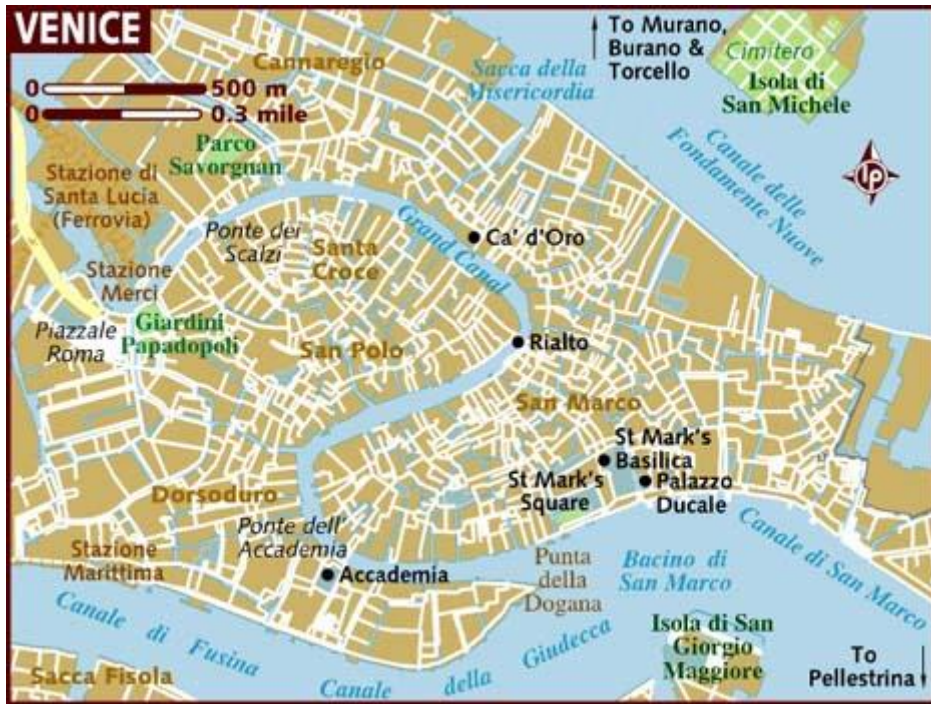 VENICE
0 500 m
0 0.3 mile
Cannaregio
Sacca della
Misericordia
To Murano,
Burano &
Torcello
Cimitero
Isola di
San Michele
Parco
Savorgnan
Stazione di
Santa Lucia
(Ferrovia)
Ponte dei
Scalzi
Santa
Croce
Grand Canal
Ca' d'Oro
Canale delle
Fondamente Nuove
lp
Stazione
Merci
Piazzale
Roma
Giardini
Papadopoli
San Polo
Rialto
San Marco
St Mark's
Basilica
St Mark's
Square
Palazzo
Ducale
Dorsoduro
Ponte dell'
Accademia
Stazione
Marittima
Accademia
Punta
della
Dogana
Bacino di
San Marco
Canale di San Marco
Canale di Fusina
Canale della Giudecca
Isola di San
Giorgio
Maggiore
To
Pellestrina
Sacca Fisola